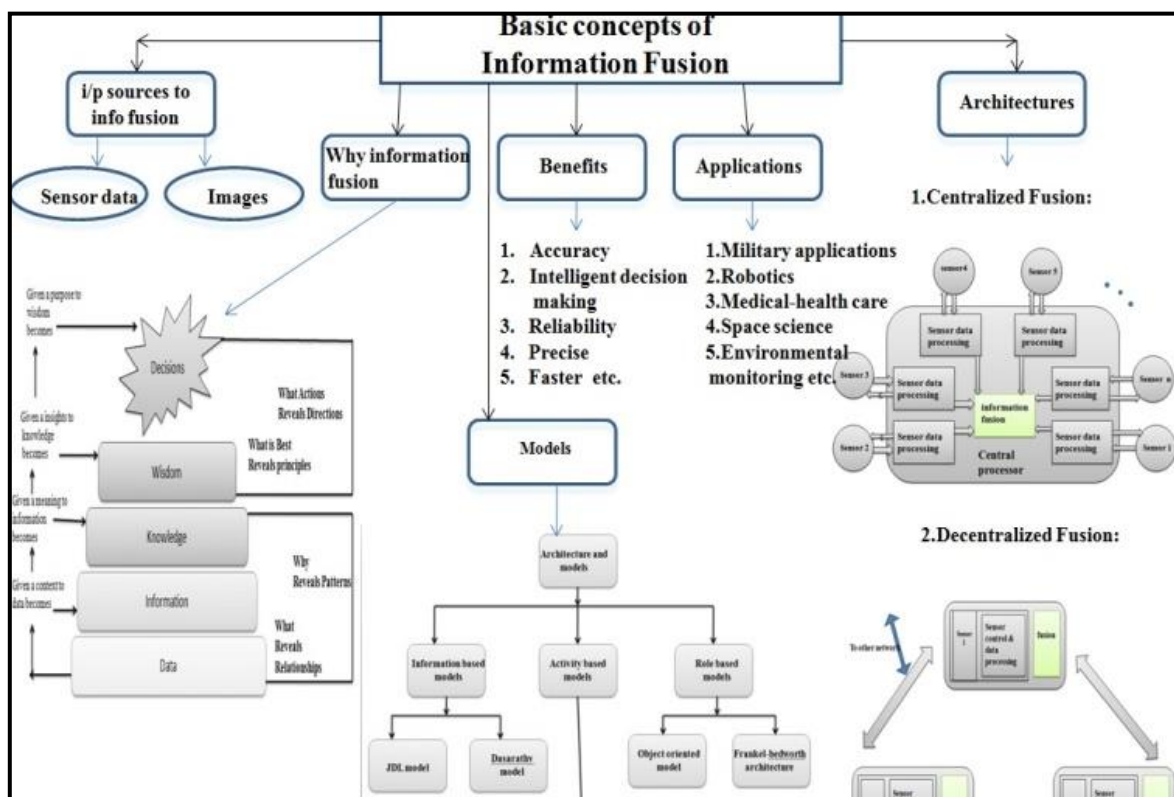 Basic concepts of
Information Fusion
i/p sources to
info fusion
Sensor data
Images
Why information
fusion
Benefits
Applications
Architectures
1. Accuracy
2. Intelligent decision
making
3. Reliability
4. Precise
5. Faster etc.
1.Military applications
2.Robotics
3.Medical-health care
4.Space science
5.Environmental
monitoring etc.
Given a purpose to
wisdom
becomes
Given a insights to
knowledge
becomes
Given a meaning to
information
becomes
Given a context to
data becomes
Decisions
Wisdom
Knowledge
Information
Data
What Actions
Reveals Directions
What is Best
Reveals principles
Why
Reveals Patterns
What
Reveals
Relationships
Models
Architecture and
models
Information based
models
Activity based
models
Role based
models
JDL model
Dasarathy
model
Object oriented
model
Frankel-bedworth
architecture
1.Centralized Fusion:
sensor4
Sensor 5
Sensor data
processing
Sensor data
processing
Sensor 3
Sensor data
processing
Sensor data
processing
Sensor n
information
fusion
Sensor 2
Sensor data
processing
Sensor data
processing
Sensor 1
Central
processor
2.Decentralized Fusion:
To other network
Sensor
1
Sensor
control &
data
processing
fusion
Sensor
Sensor